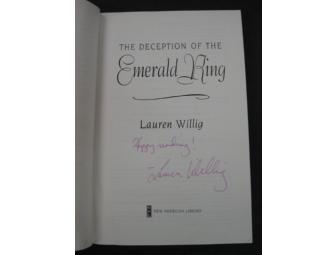 THE DECEPTION OF THE
Emerald Ring
Lauren Willig
Happy reading!
Lauren Willig
NEW AMERICAN LIBRARY